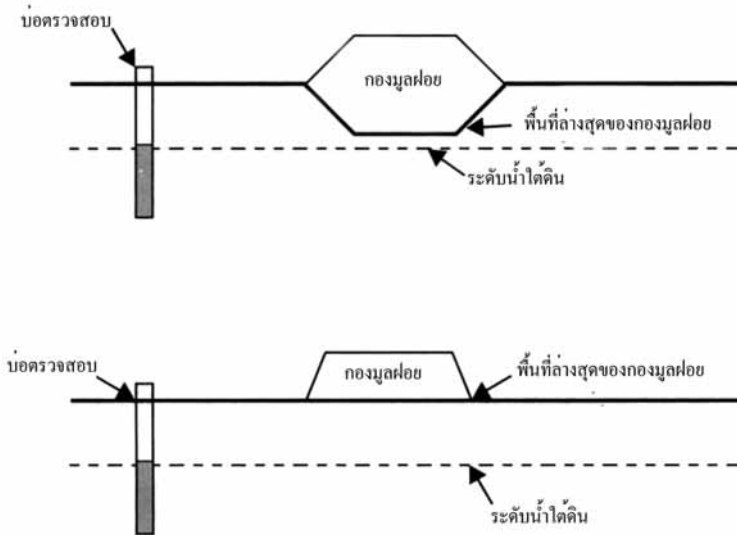 บ่อตรวจสอบ
กองมูลฝอย
พื้นที่ล่างสุดของกองมูลฝอย
ระดับน้ำใต้ดิน
บ่อตรวจสอบ
กองมูลฝอย
พื้นที่ล่างสุดของกองมูลฝอย
ระดับน้ำใต้ดิน